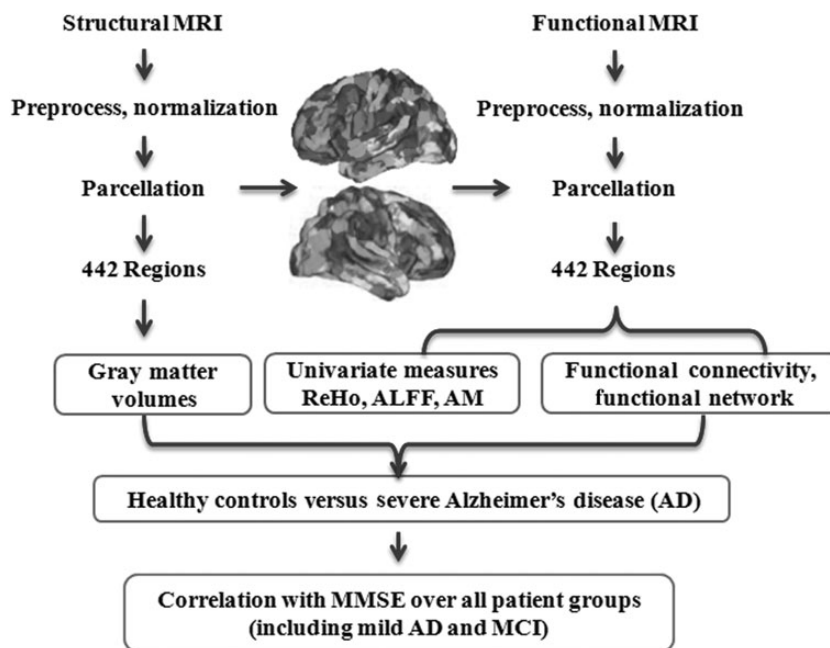 Structural MRI
Functional MRI
Preprocess, normalization
Preprocess, normalization
Parcellation
Parcellation
442 Regions
442 Regions
Gray matter
volumes
Univariate measures
ReHo, ALFF, AM
Functional connectivity,
functional network
Healthy controls versus severe Alzheimer's disease (AD)
Correlation with MMSE over all patient groups
(including mild AD and MCI)